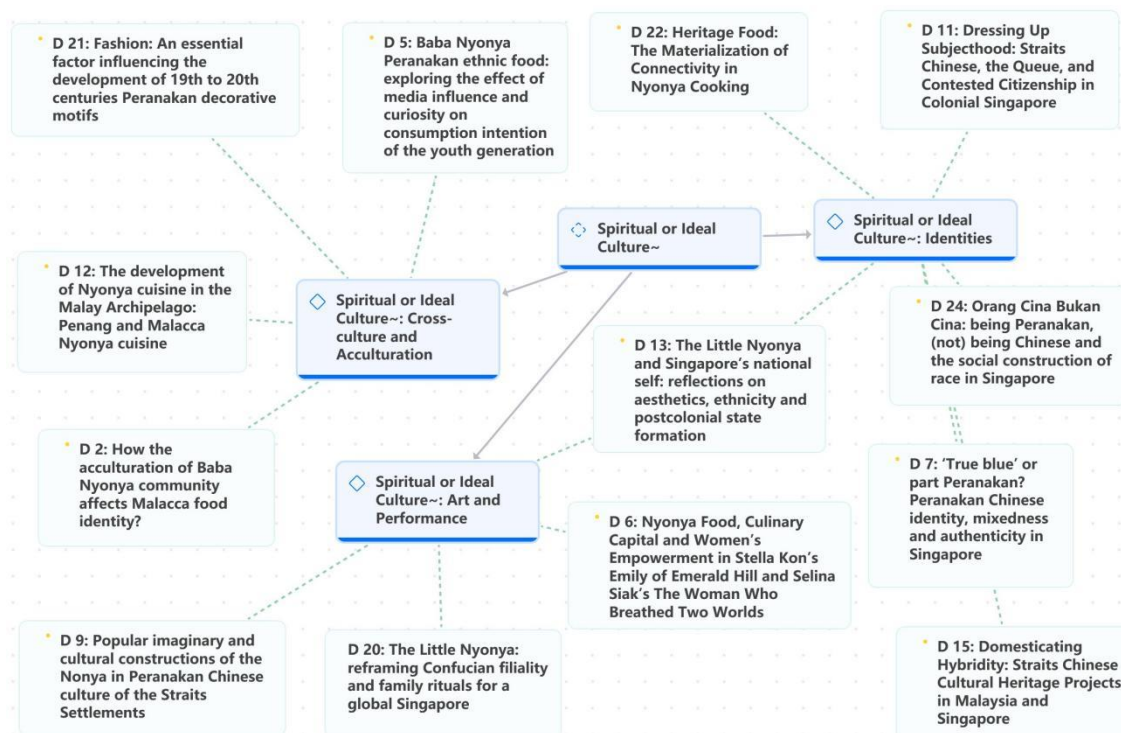 D 21: Fashion: An essential
factor influencing the
development of 19th to 20th
centuries Peranakan decorative
motifs
D 5: Baba Nyonya
Peranakan ethnic food:
exploring the effect of
media influence and
curiosity on
consumption intention
of the youth generation
D 22: Heritage Food:
The Materialization of
Connectivity in
Nyonya Cooking
D 11: Dressing Up
Subjecthood: Straits
Chinese, the Queue, and
Contested Citizenship in
Colonial Singapore
Spiritual or Ideal
Culture~
Spiritual or Ideal
Culture~: Identities
D 12: The development
of Nyonya cuisine in the
Malay Archipelago:
Penang and Malacca
Nyonya cuisine
Spiritual or Ideal
Culture~: Cross-
culture and
Acculturation
D 13: The Little Nyonya
and Singapore’s national
self: reflections on
aesthetics, ethnicity and
postcolonial state
formation
D 24: Orang Cina Bukan
Cina: being Peranakan,
(not) being Chinese and
the social construction of
race in Singapore
D 2: How the
acculturation of Baba
Nyonya community
affects Malacca food
identity?
Spiritual or Ideal
Culture~: Art and
Performance
D 7: ‘True blue’ or
part Peranakan?
Peranakan Chinese
identity, mixedness
and authenticity in
Singapore
D 6: Nyonya Food, Culinary
Capital and Women’s
Empowerment in Stella Kon’s
Emily of Emerald Hill and Selina
Siak’s The Woman Who
Breathed Two Worlds
D 9: Popular imaginary and
cultural constructions of the
Nonya in Peranakan Chinese
culture of the Straits
Settlements
D 20: The Little Nyonya:
reframing Confucian filiality
and family rituals for a
global Singapore
D 15: Domesticating
Hybridity: Straits Chinese
Cultural Heritage Projects
in Malaysia and
Singapore